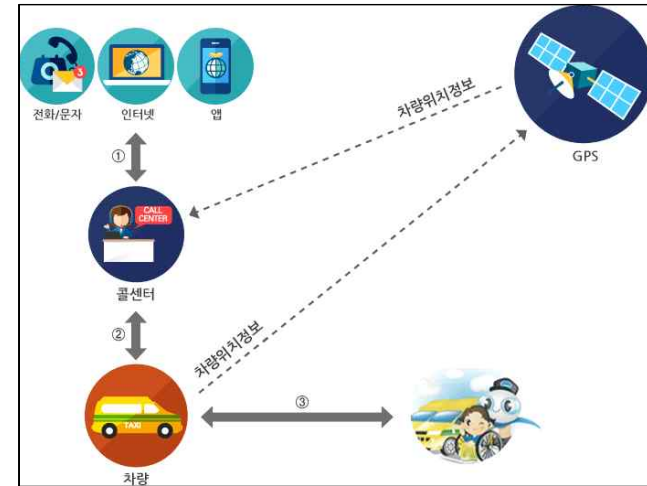 3
전화/문자
인터넷
앱
차량위치정보
GPS
①
CALL
CENTER
콜센터
②
차량위치정보
TAXI
③
차량